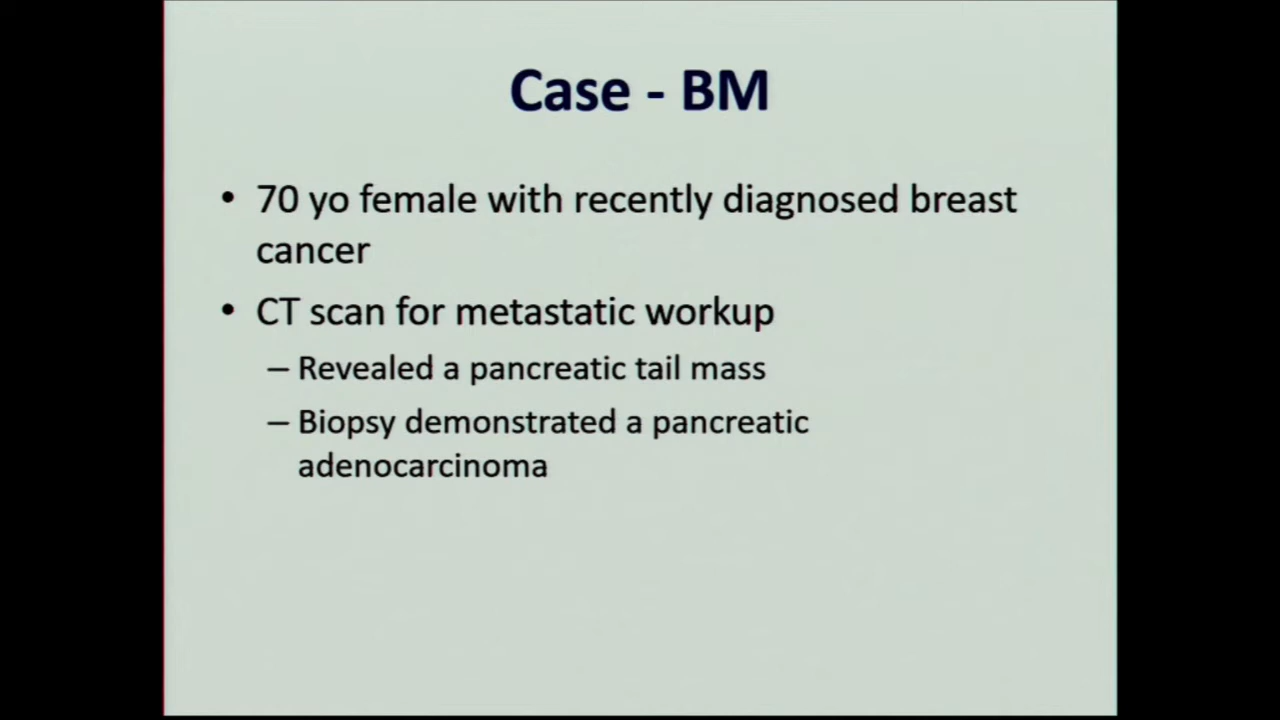 Case - BM
• 70 yo female with recently diagnosed breast
cancer
• CT scan for metastatic workup
– Revealed a pancreatic tail mass
– Biopsy demonstrated a pancreatic
adenocarcinoma